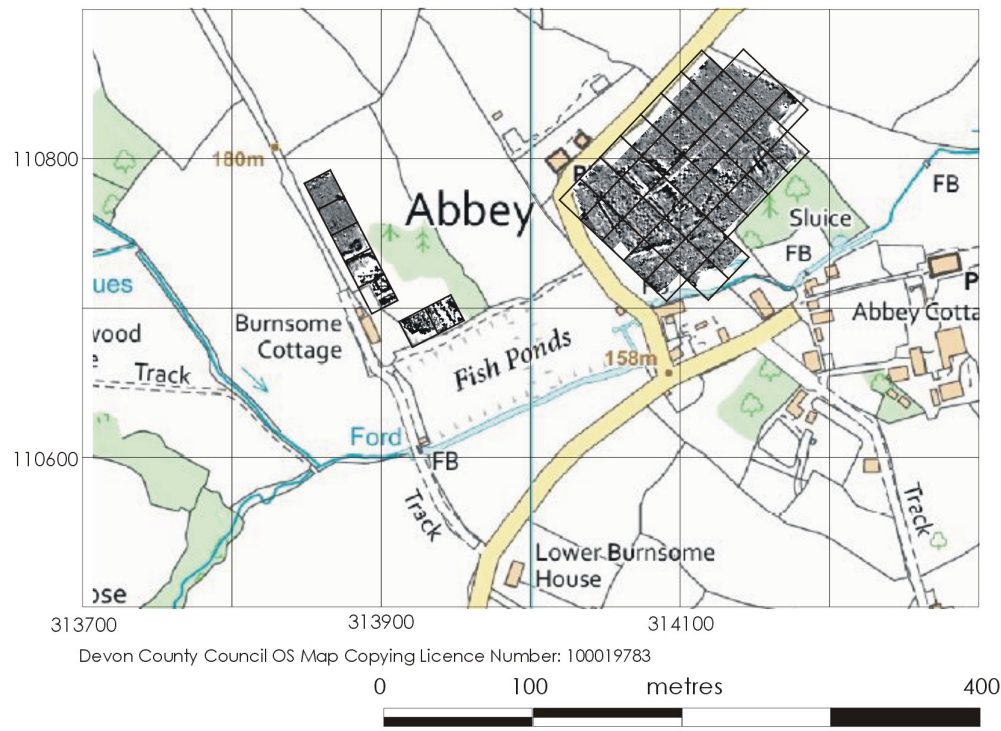 110800
180m
Abbey
FB
Sluice
FB
ues
Burnsome
Cottage
P
Abbey Cotta
wood
Track
Fish Ponds
158m
Ford
FB
110600
Track
Track
Lower Burnsome
House
ose
313700
313900
314100
Devon County Council OS Map Copying Licence Number: 100019783
0
100
metres
400